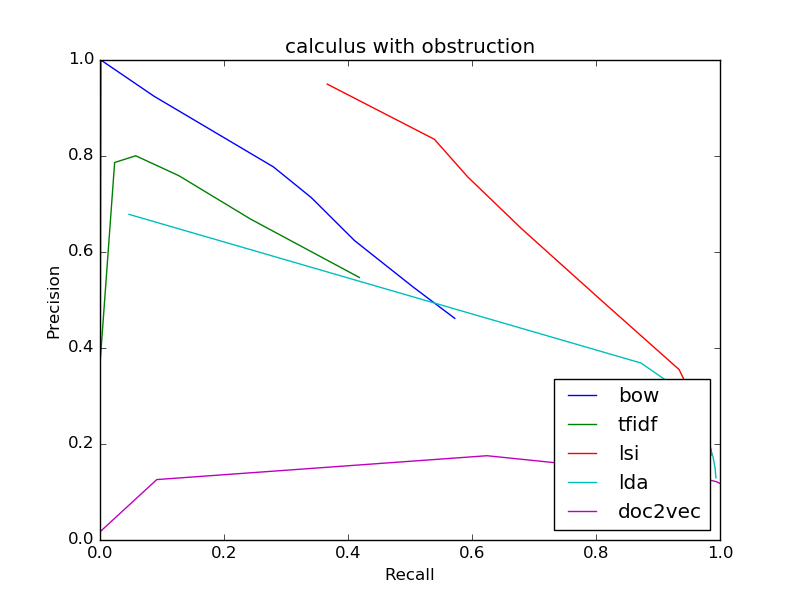 calculus with obstruction
1.0
0.8
0.6
0.4
0.2
0.0
Precision
0.0 0.2 0.4 0.6 0.8 1.0
Recall
bow
tfidf
lsi
lda
doc2vec